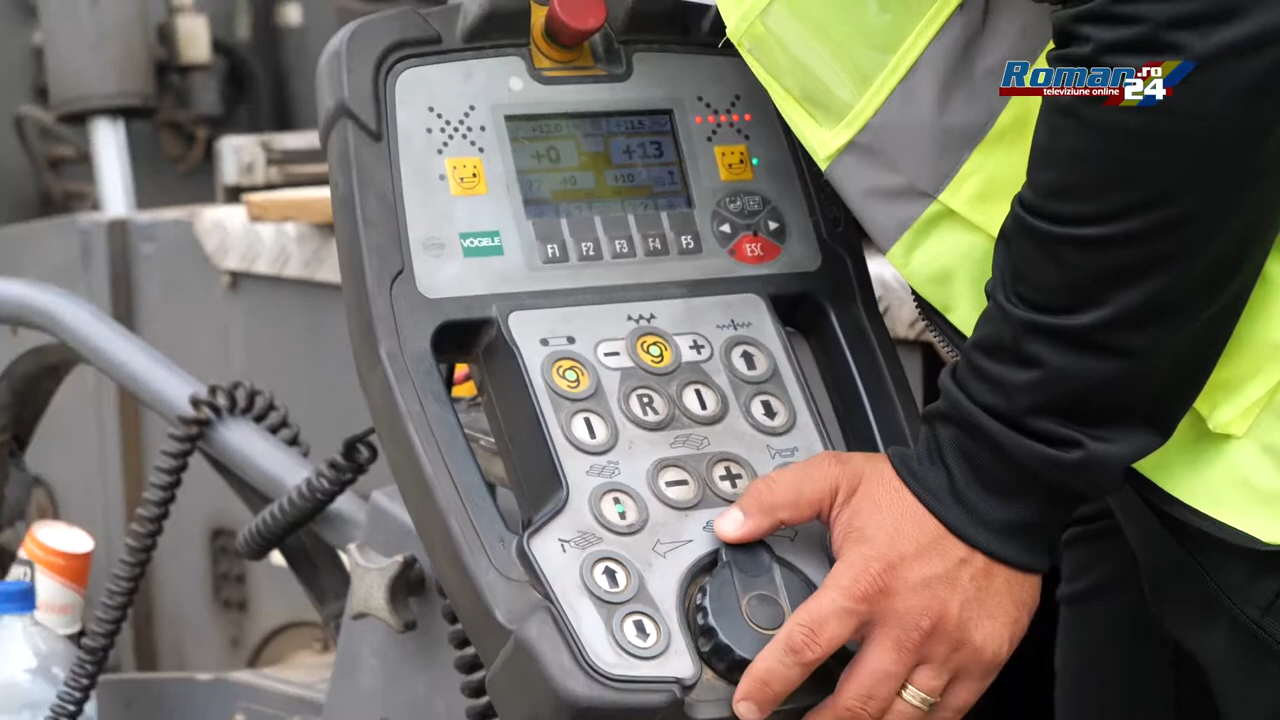 Roman.ro
televiziune online 24
+12.0 +11.5
+0 +13
+0 +10
VÖGELE
F1 F2 F3 F4 F5
ESC
R